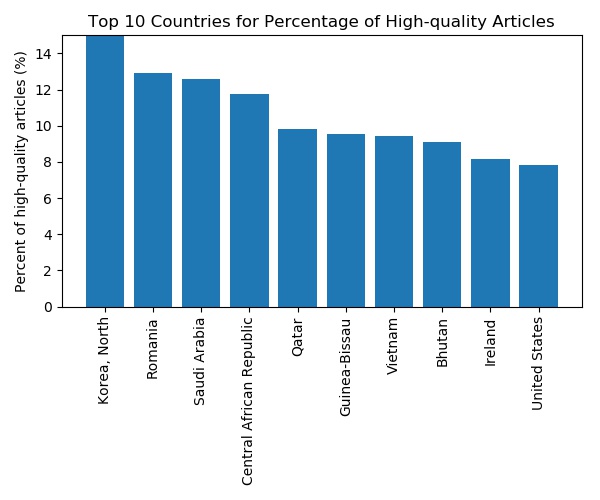 Top 10 Countries for Percentage of High-quality Articles
Percent of high-quality articles (%)
14
12
10
8
6
4
2
0
Korea, North
Romania
Saudi Arabia
Central African Republic
Qatar
Guinea-Bissau
Vietnam
Bhutan
Ireland
United States